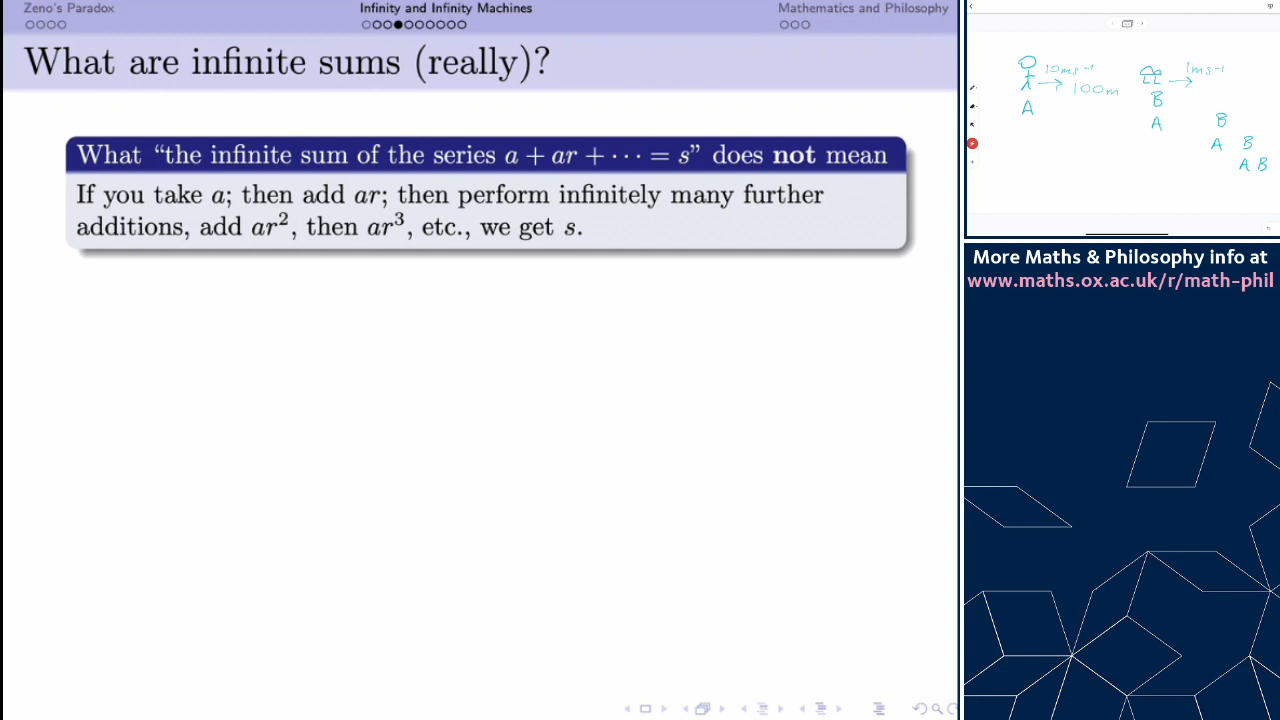 Zeno's Paradox
Infinity and Infinity Machines
Mathematics and Philosophy
What are infinite sums (really)?
What “the infinite sum of the series a + ar + ⋯ = s” does not mean
If you take a; then add ar; then perform infinitely many further
additions, add ar², then ar³, etc., we get s.
10ms⁻¹
100m
1ms⁻¹
A
B
A
B
A
B
A B
More Maths & Philosophy info at
www.maths.ox.ac.uk/r/math-phil